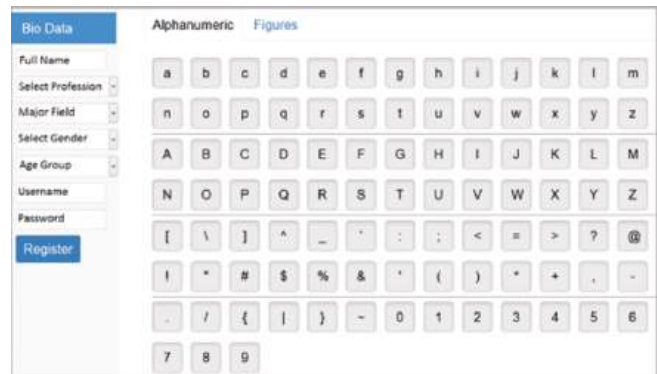 Bio Data
Full Name
Select Profession
Major Field
Select Gender
Age Group
Username
Password
Register
Alphanumeric Figures
a b c d e f g h i j k l m
n o p q r s t u v w x y z
A B C D E F G H I J K L M
N O P Q R S T U V W X Y Z
[ \ ] ^ _ ` : ; < = > ? @
! " # $ % & ' ( ) * + , -
. / { | } ~ 0 1 2 3 4 5 6
7 8 9